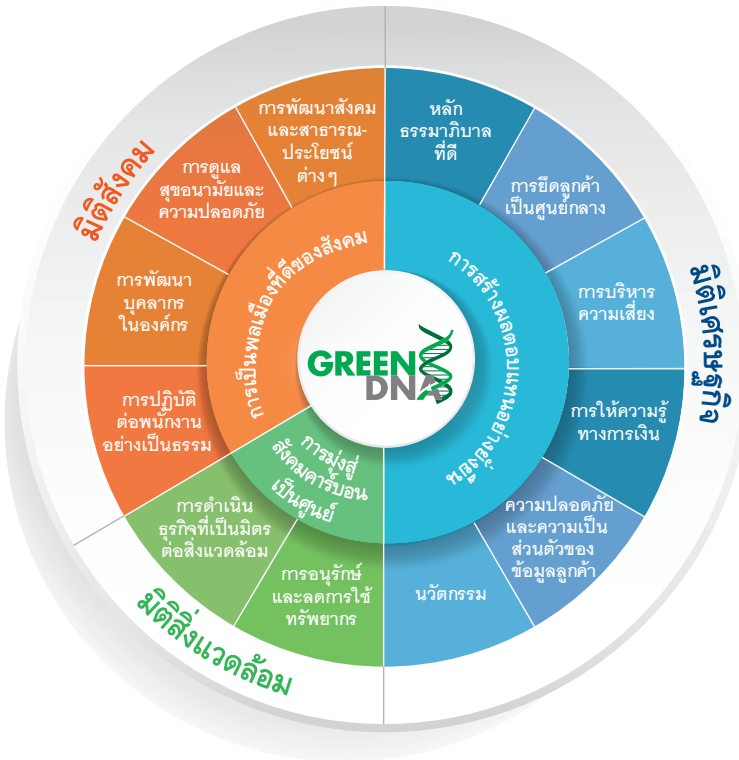 GREEN
DNA
การสร้างผลตอบแทนอย่างยั่งยืน
การมุ่งสู่
สังคมคาร์บอน
เป็นศูนย์
การเป็นพลเมืองที่ดีของสังคม
มิติเศรษฐกิจ
หลัก
ธรรมาภิบาล
ที่ดี
การยึดลูกค้า
เป็นศูนย์กลาง
การบริหาร
ความเสี่ยง
การให้ความรู้
ทางการเงิน
ความปลอดภัย
และความเป็น
ส่วนตัวของ
ข้อมูลลูกค้า
นวัตกรรม
มิติสิ่งแวดล้อม
การอนุรักษ์
และลดการใช้
ทรัพยากร
การดำเนิน
ธุรกิจที่เป็นมิตร
ต่อสิ่งแวดล้อม
มิติสังคม
การปฏิบัติ
ต่อพนักงาน
อย่างเป็นธรรม
การพัฒนา
บุคลากร
ในองค์กร
การดูแล
สุขอนามัยและ
ความปลอดภัย
การพัฒนาสังคม
และสาธารณ-
ประโยชน์
ต่างๆ